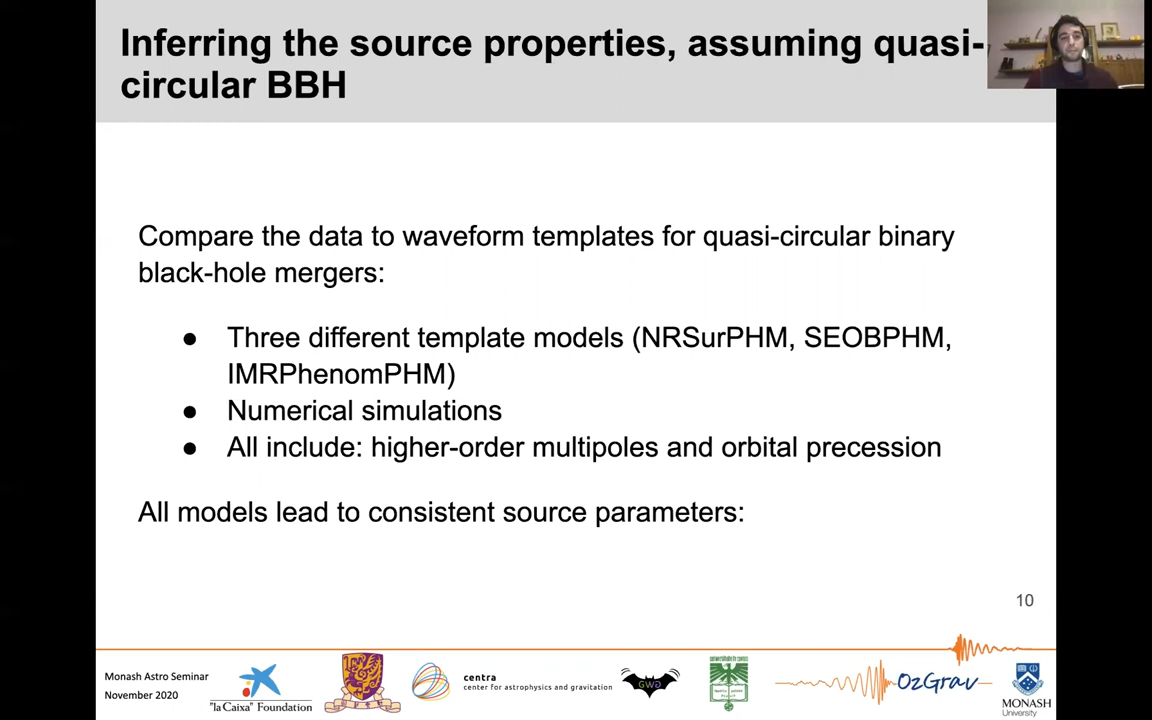 Inferring the source properties, assuming quasi-
circular BBH
Compare the data to waveform templates for quasi-circular binary
black-hole mergers:
● Three different template models (NRSurPHM, SEOBPHM,
IMRPhenomPHM)
● Numerical simulations
● All include: higher-order multipoles and orbital precession
All models lead to consistent source parameters:
10
Monash Astro Seminar
November 2020
"la Caixa" Foundation
centra
center for astrophysics and gravitation
GWG
OzGrav
MONASH
University